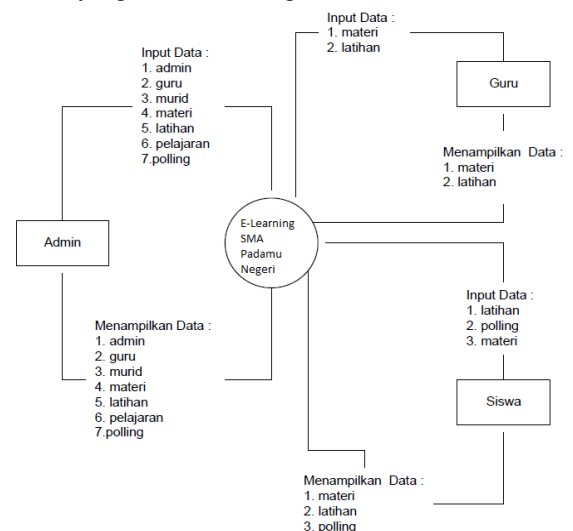 Input Data :
1. materi
2. latihan
Guru
Input Data :
1. admin
2. guru
3. murid
4. materi
5. latihan
6. pelajaran
7.polling
Menampilkan Data :
1. materi
2. latihan
Admin
E-Learning
SMA
Padamu
Negeri
Input Data :
1. latihan
2. polling
3. materi
Menampilkan Data :
1. admin
2. guru
3. murid
4. materi
5. latihan
6. pelajaran
7.polling
Siswa
Menampilkan Data :
1. materi
2. latihan
3. polling